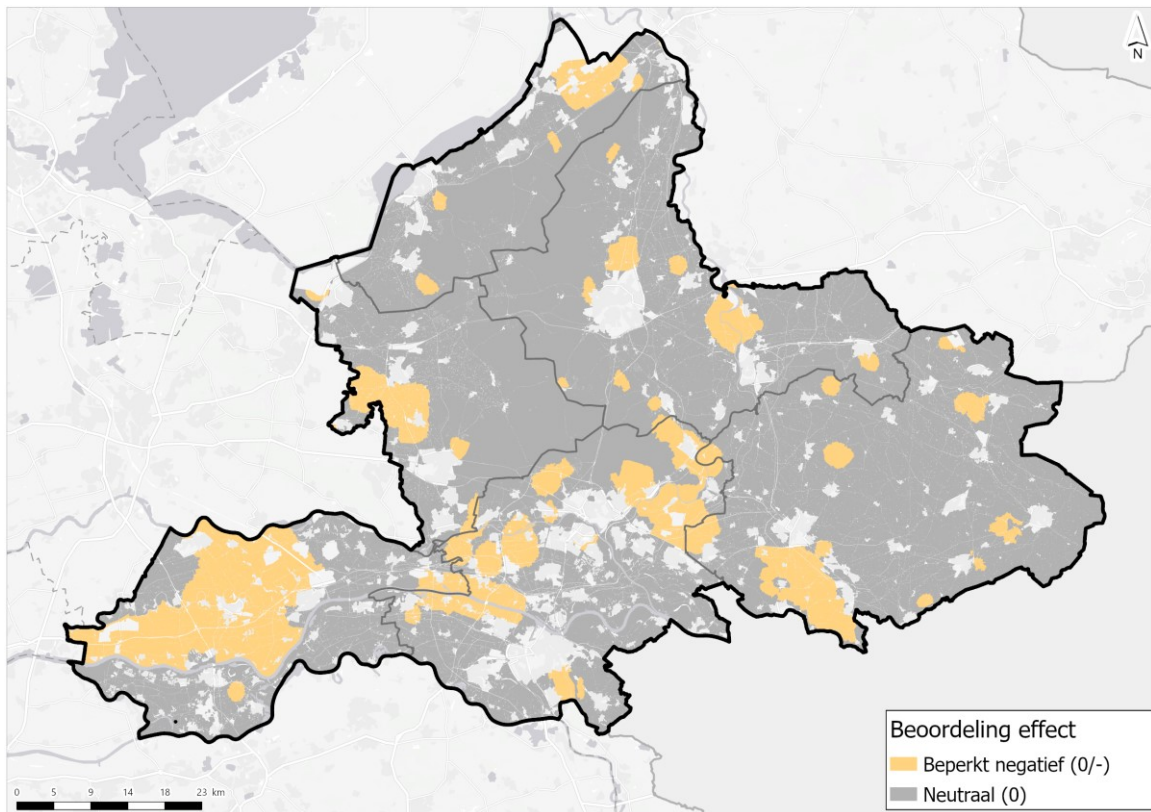 N
Beoordeling effect
Beperkt negatief (0/-)
Neutraal (0)
0 5 9 14 18 23 km